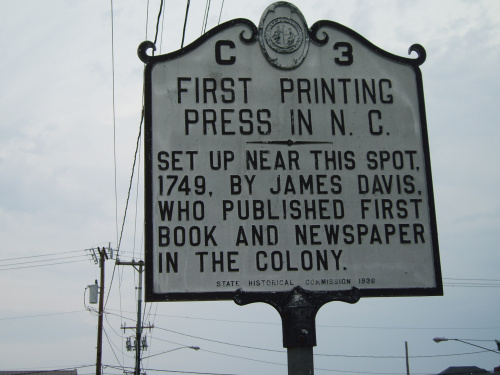 C 3
FIRST PRINTING
PRESS IN N. C.
SET UP NEAR THIS SPOT,
1749, BY JAMES DAVIS,
WHO PUBLISHED FIRST
BOOK AND NEWSPAPER
IN THE COLONY.
STATE HISTORICAL COMMISSION 1936